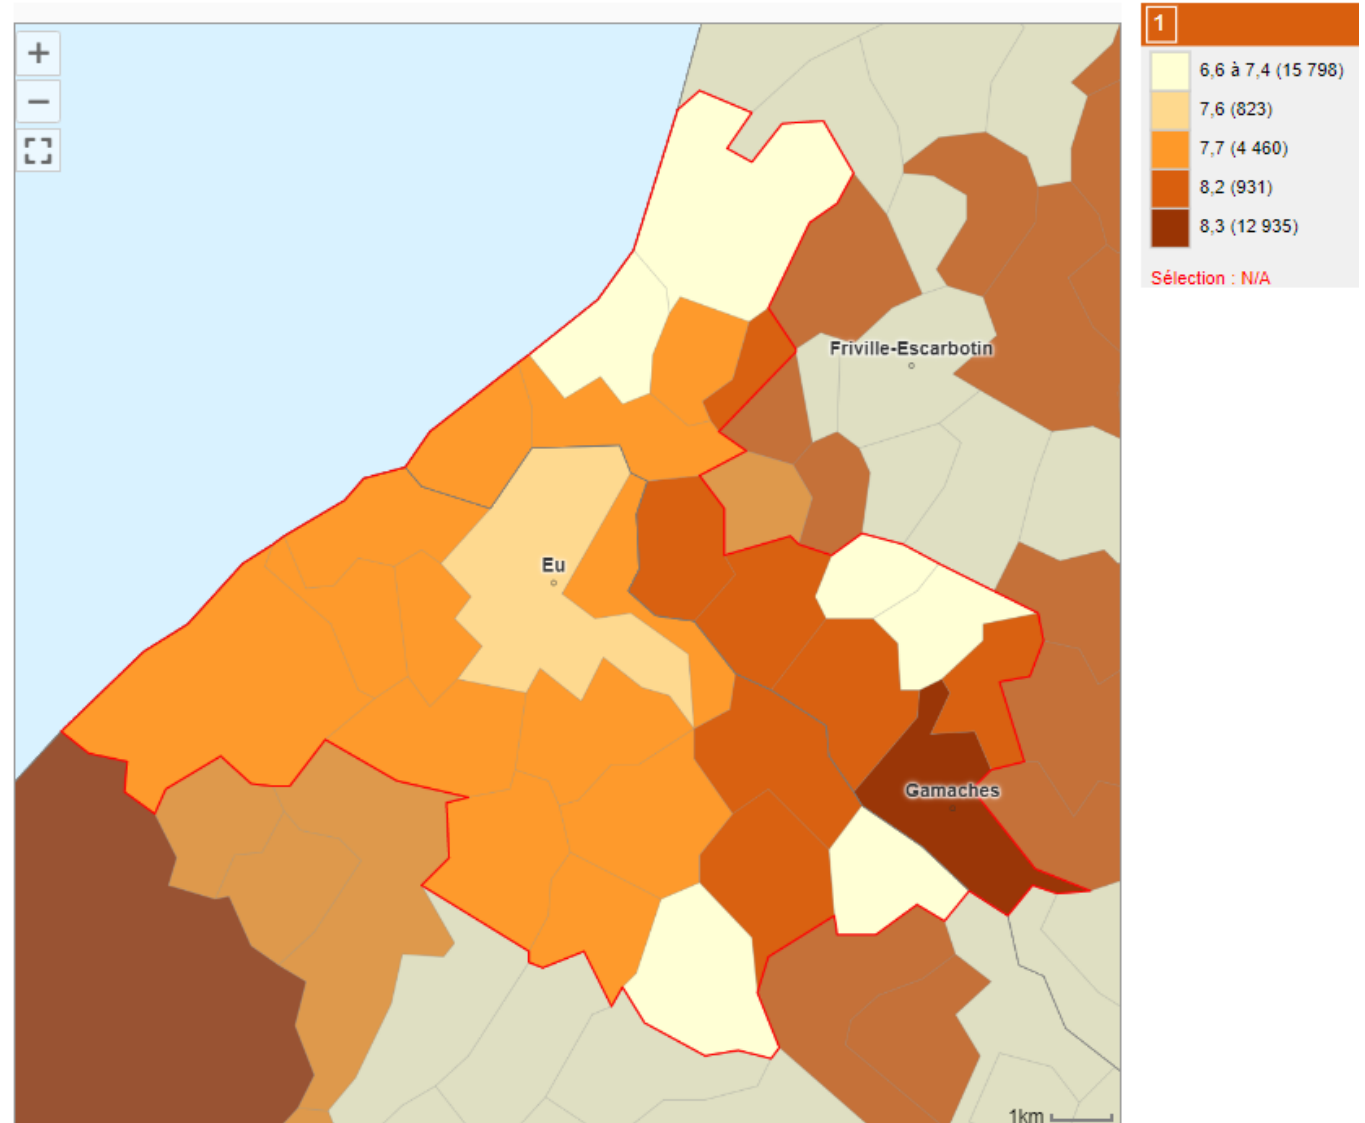 +
−
1
6,6 à 7,4 (15 798)
7,6 (823)
7,7 (4 460)
8,2 (931)
8,3 (12 935)
Sélection : N/A
Friville-Escarbotin
Eu
Gamaches
1km